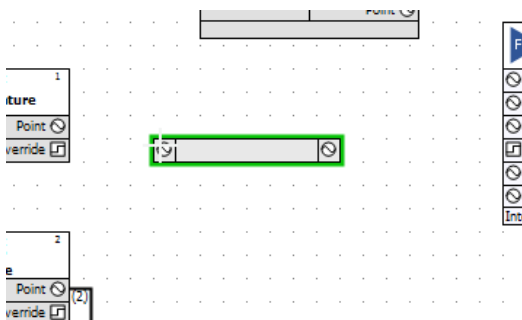 Point
1
ture
Point
verride
F
Int
2
e
Point
(2)
verride